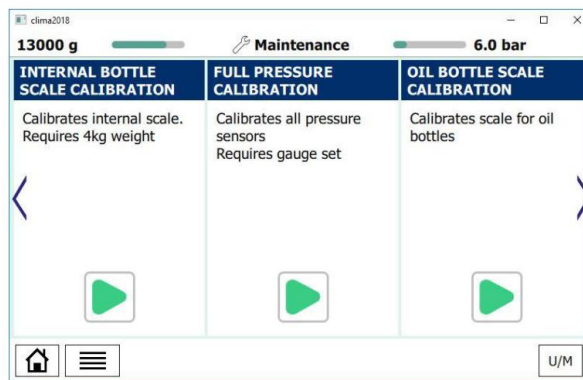 clima2018
13000 g
Maintenance
6.0 bar
INTERNAL BOTTLE
SCALE CALIBRATION
Calibrates internal scale.
Requires 4kg weight
FULL PRESSURE
CALIBRATION
Calibrates all pressure
sensors
Requires gauge set
OIL BOTTLE SCALE
CALIBRATION
Calibrates scale for oil
bottles
U/M